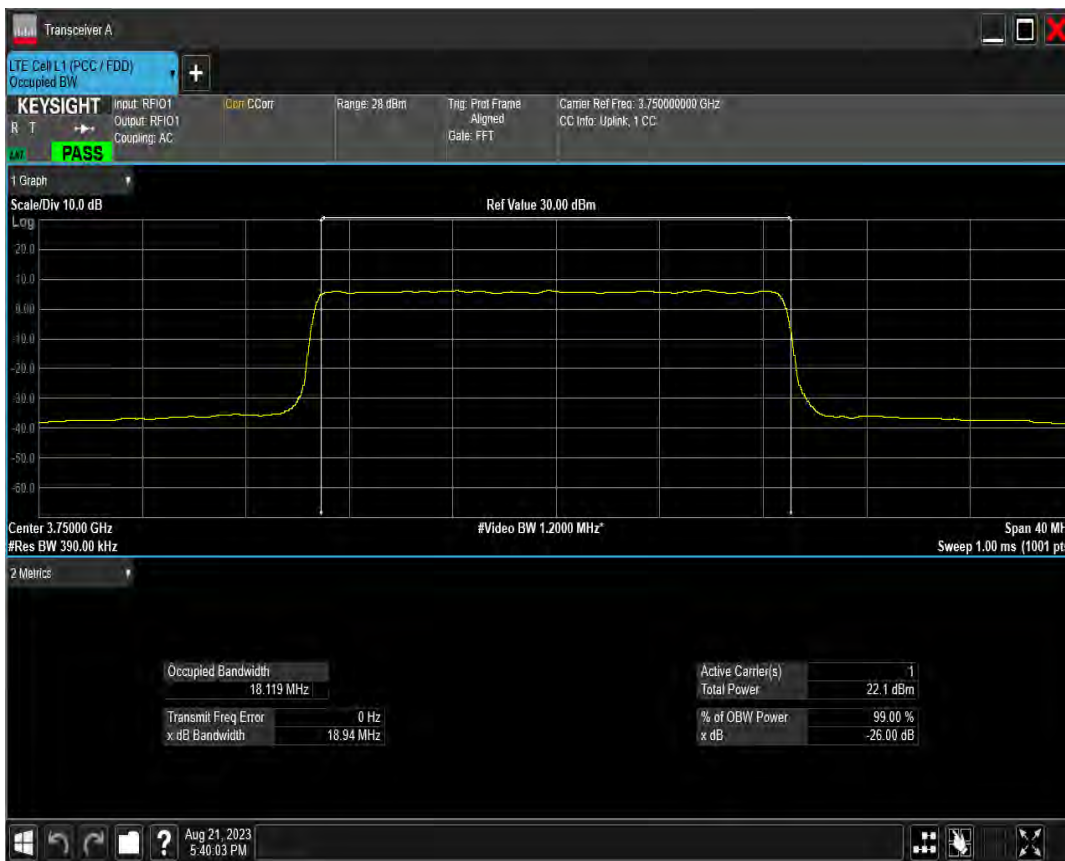 Transceiver A
LTE Cell L1 (PCC / FDD)
Occupied BW
+
KEYSIGHT
R T
PASS
Input: RFIO1
Output: RFIO1
Coupling: AC
Corr CCorr
Range: 28 dBm
Trig: Prot Frame
Aligned
Gate: FFT
Carrier Ref Freq: 3.750000000 GHz
CC Info: Uplink, 1 CC
1 Graph
Scale/Div 10.0 dB
Ref Value 30.00 dBm
Log
20.0
10.0
0.00
-10.0
-20.0
-30.0
-40.0
-50.0
-60.0
Center 3.75000 GHz
#Video BW 1.2000 MHz*
Span 40 MH
#Res BW 390.00 kHz
Sweep 1.00 ms (1001 pt
2 Metrics
Occupied Bandwidth
18.119 MHz
Transmit Freq Error 0 Hz
x dB Bandwidth 18.94 MHz
Active Carrier(s) 1
Total Power 22.1 dBm
% of OBW Power 99.00 %
x dB -26.00 dB
?
Aug 21, 2023
5:40:03 PM